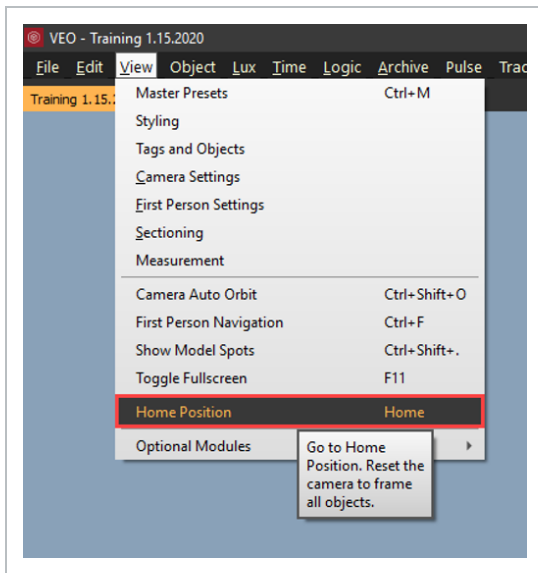 VEO - Training 1.15.2020
File Edit View Object Lux Time Logic Archive Pulse
Training 1.15.
Master Presets Ctrl+M
Styling
Tags and Objects
Camera Settings
First Person Settings
Sectioning
Measurement
Camera Auto Orbit Ctrl+Shift+O
First Person Navigation Ctrl+F
Show Model Spots Ctrl+Shift+.
Toggle Fullscreen F11
Home Position Home
Optional Modules
Go to Home
Position. Reset the
camera to frame
all objects.